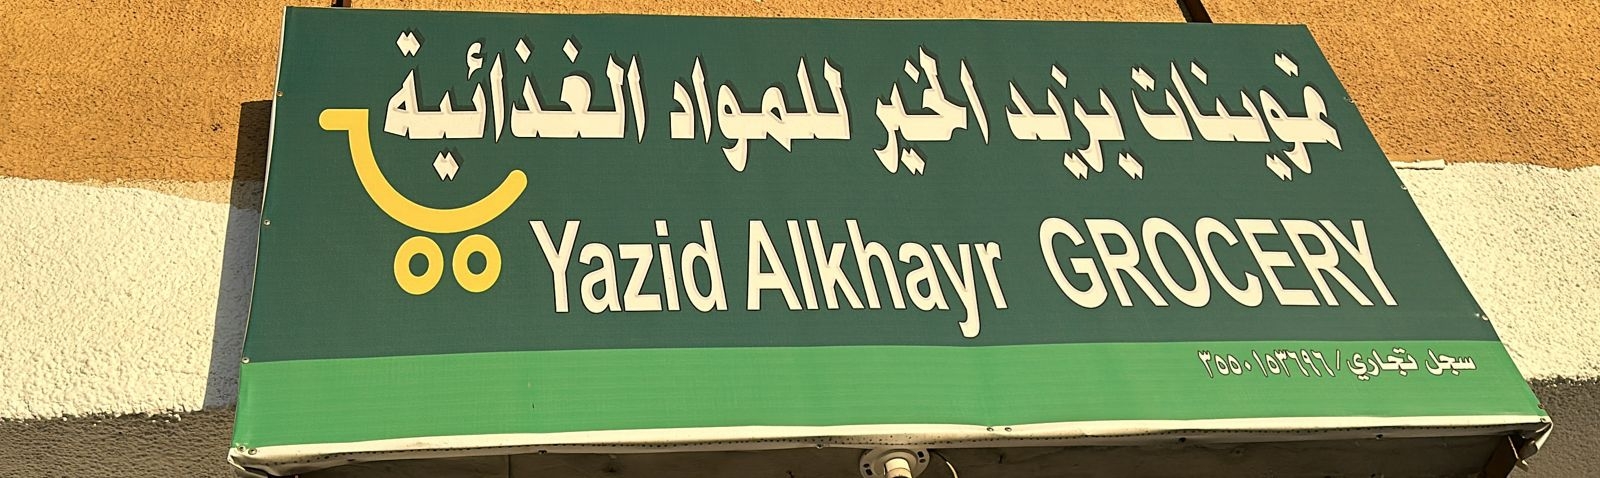 تموينات يزيد الخير للمواد الغذائية
Yazid Alkhayr GROCERY
سجل تجاري/٣٥٥٠١٥٣٦٩٦